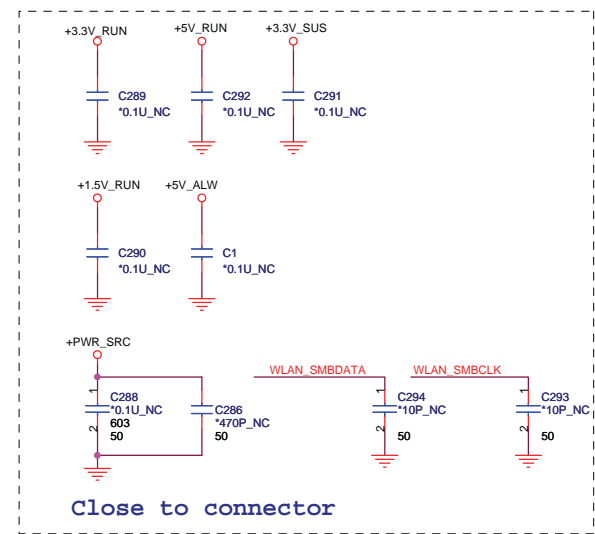 +3.3V_RUN
+5V_RUN
+3.3V_SUS
C289
*0.1U_NC
C292
*0.1U_NC
C291
*0.1U_NC
+1.5V_RUN
+5V_ALW
C290
*0.1U_NC
C1
*0.1U_NC
+PWR_SRC
WLAN_SMBDATA
WLAN_SMBCLK
1
C288
*0.1U_NC
603
50
2
C286
*470P_NC
50
1
C294
*10P_NC
2
50
1
C293
*10P_NC
2
50
Close to connector